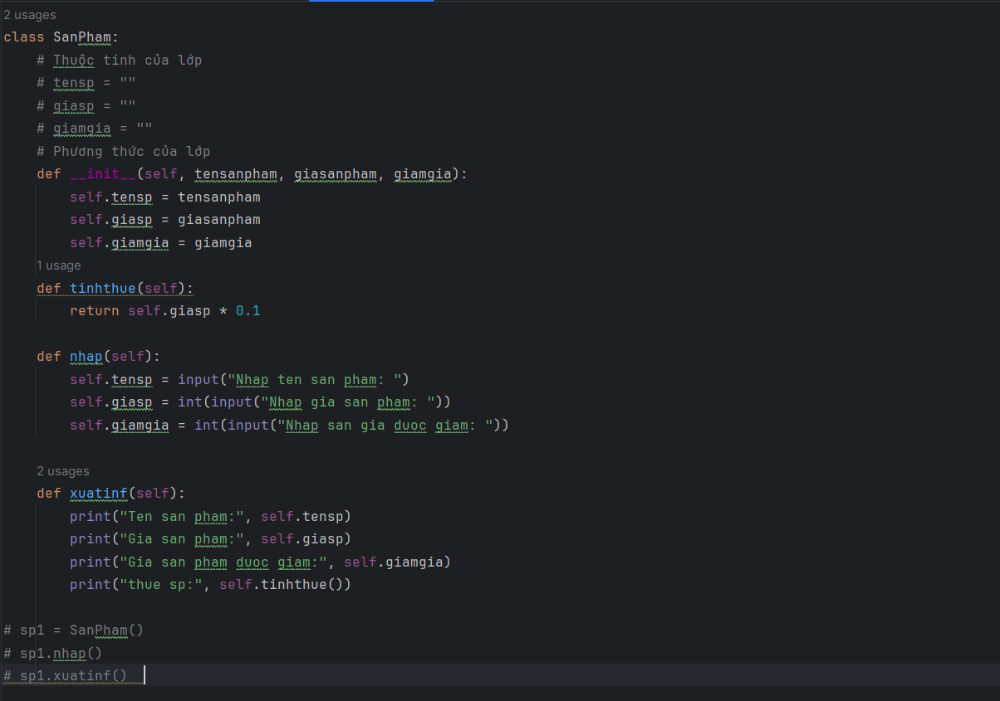 2 usages
class SanPham:
    # Thuộc tính của lớp
    # tensp = ""
    # giasp = ""
    # giamgia = ""
    # Phương thức của lớp
    def __init__(self, tensanpham, giasanpham, giamgia):
        self.tensp = tensanpham
        self.giasp = giasanpham
        self.giamgia = giamgia
    1 usage
    def tinhthue(self):
        return self.giasp * 0.1
    def nhap(self):
        self.tensp = input("Nhap ten san pham: ")
        self.giasp = int(input("Nhap gia san pham: "))
        self.giamgia = int(input("Nhap san gia duoc giam: "))
    2 usages
    def xuatinf(self):
        print("Ten san pham:", self.tensp)
        print("Gia san pham:", self.giasp)
        print("Gia san pham duoc giam:", self.giamgia)
        print("thue sp:", self.tinhthue())
# sp1 = SanPham()
# sp1.nhap()
# sp1.xuatinf()